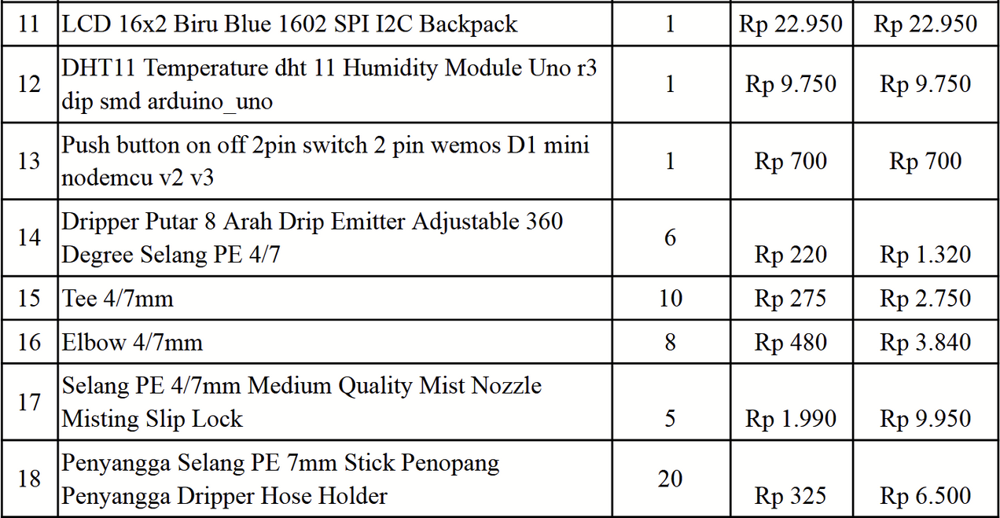 11 LCD 16x2 Biru Blue 1602 SPI I2C Backpack 1 Rp 22.950 Rp 22.950
12 DHT11 Temperature dht 11 Humidity Module Uno r3 dip smd arduino_uno 1 Rp 9.750 Rp 9.750
13 Push button on off 2pin switch 2 pin wemos D1 mini nodemcu v2 v3 1 Rp 700 Rp 700
14 Dripper Putar 8 Arah Drip Emitter Adjustable 360 Degree Selang PE 4/7 6 Rp 220 Rp 1.320
15 Tee 4/7mm 10 Rp 275 Rp 2.750
16 Elbow 4/7mm 8 Rp 480 Rp 3.840
17 Selang PE 4/7mm Medium Quality Mist Nozzle Misting Slip Lock 5 Rp 1.990 Rp 9.950
18 Penyangga Selang PE 7mm Stick Penopang Penyangga Dripper Hose Holder 20 Rp 325 Rp 6.500